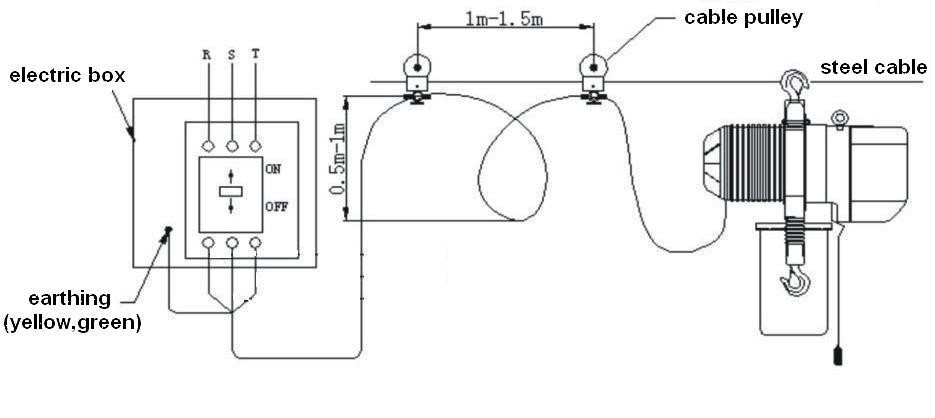 1m-1.5m
cable pulley
R S T
electric box
steel cable
0.5m-1m
ON
OFF
earthing
(yellow,green)